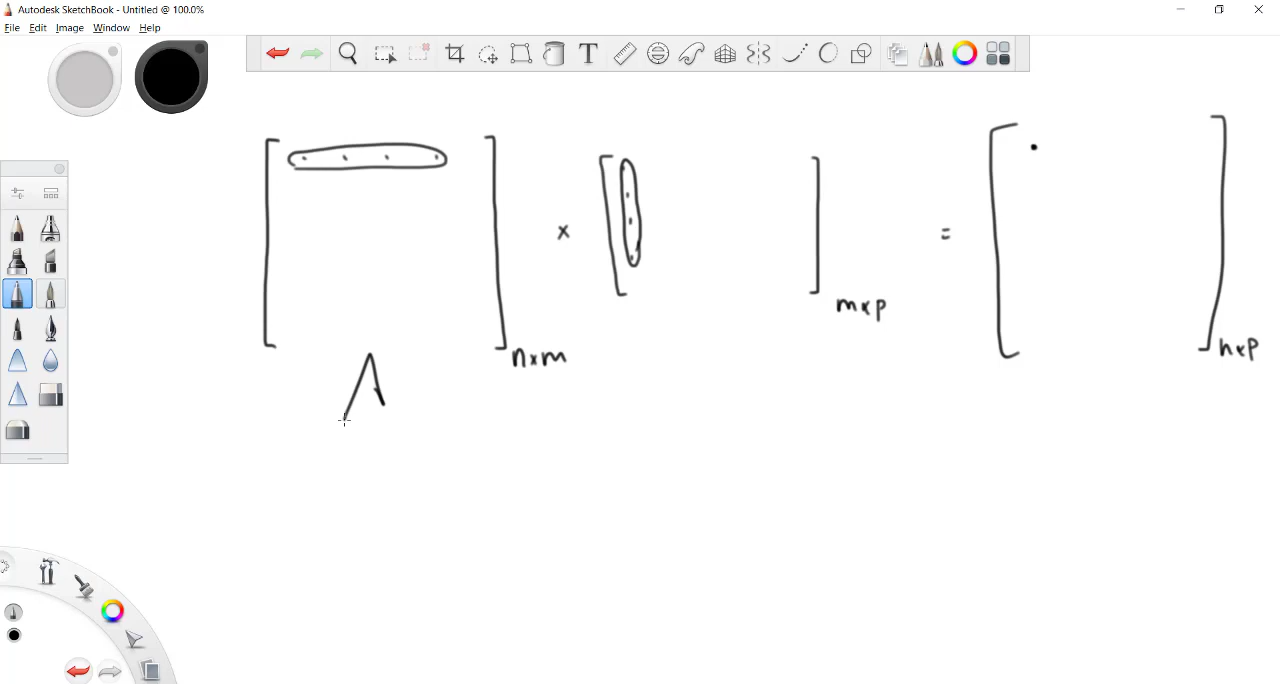 Autodesk SketchBook - Untitled @ 100.0%
File Edit Image Window Help
T
[ ] n×m × [ ] m×p = [ ] n×p